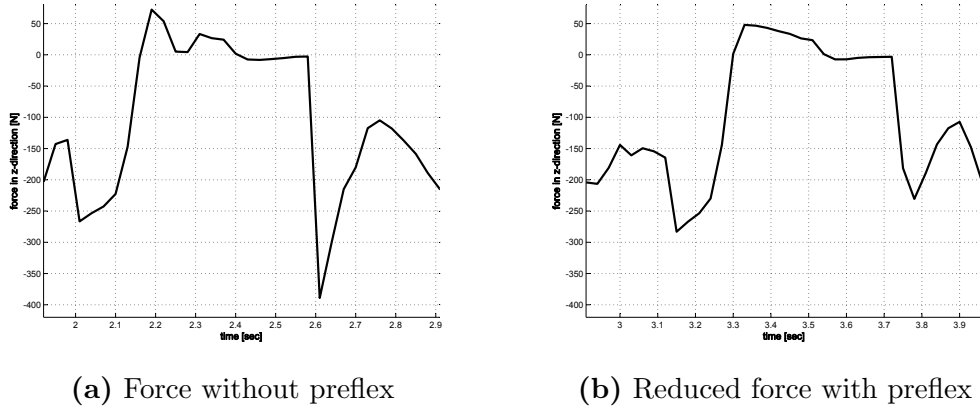 50
0
-50
-100
-150
-200
-250
-300
-350
-400
force in z-direction [N]
2 2.1 2.2 2.3 2.4 2.5 2.6 2.7 2.8 2.9
time [sec]
(a) Force without preflex
50
0
-50
-100
-150
-200
-250
-300
-350
-400
force in z-direction [N]
3 3.1 3.2 3.3 3.4 3.5 3.6 3.7 3.8 3.9
time [sec]
(b) Reduced force with preflex